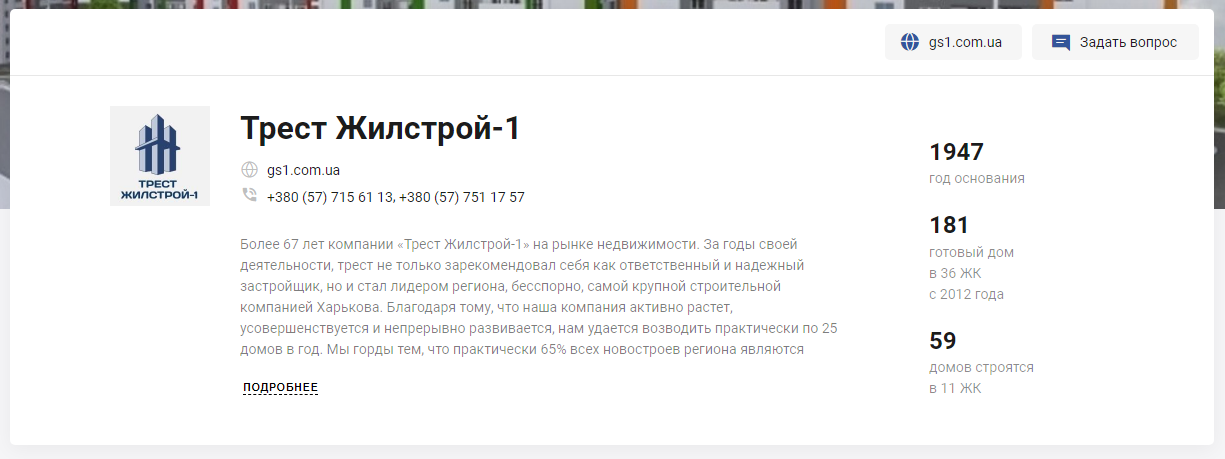 gs1.com.ua
Задать вопрос
ТРЕСТ
ЖИЛСТРОЙ-1
Трест Жилстрой-1
gs1.com.ua
+380 (57) 715 61 13, +380 (57) 751 17 57
Более 67 лет компании «Трест Жилстрой-1» на рынке недвижимости. За годы своей
деятельности, трест не только зарекомендовал себя как ответственный и надежный
застройщик, но и стал лидером региона, бесспорно, самой крупной строительной
компанией Харькова. Благодаря тому, что наша компания активно растет,
усовершенствуется и непрерывно развивается, нам удается возводить практически по 25
домов в год. Мы горды тем, что практически 65% всех новостроев региона являются
ПОДРОБНЕЕ
1947
год основания
181
готовый дом
в 36 ЖК
с 2012 года
59
домов строятся
в 11 ЖК